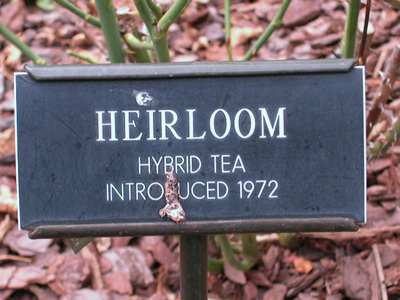 HEIRLOOM
HYBRID TEA
INTRODUCED 1972